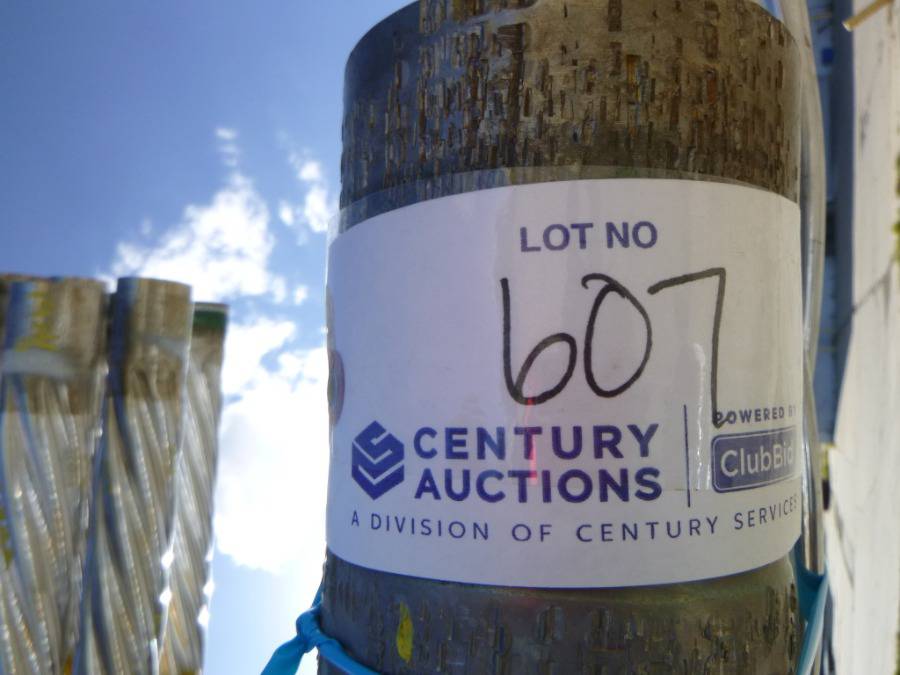 LOT NO
607
CENTURY
AUCTIONS
POWERED BY
ClubBid
A DIVISION OF CENTURY SERVICES